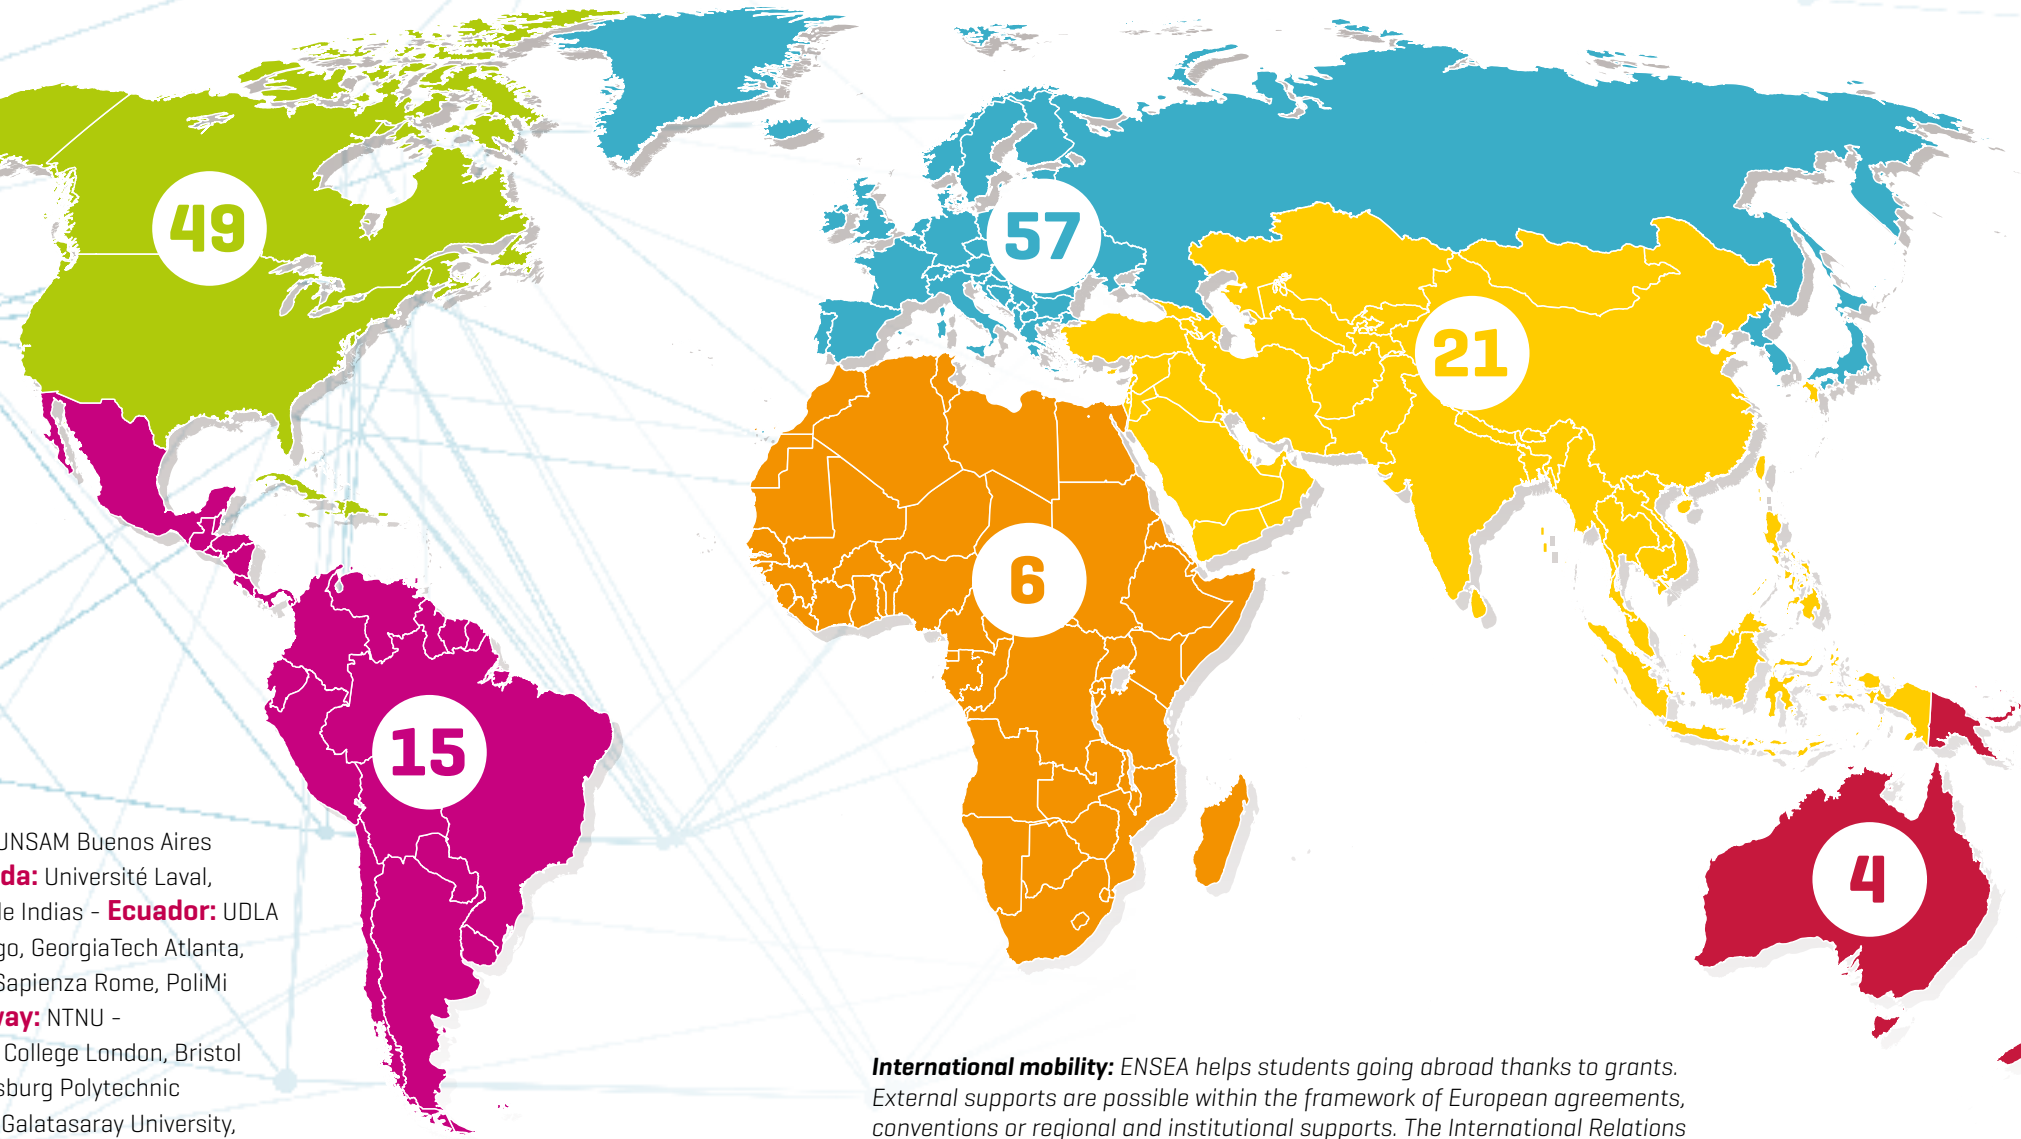 49
57
21
6
15
4
UNSAM Buenos Aires
da: Université Laval,
de Indias - Ecuador: UDLA
go, GeorgiaTech Atlanta,
Sapienza Rome, PoliMi
way: NTNU -
College London, Bristol
sburg Polytechnic
Galatasaray University,
International mobility: ENSEA helps students going abroad thanks to grants.
External supports are possible within the framework of European agreements,
conventions or regional and institutional supports. The International Relations